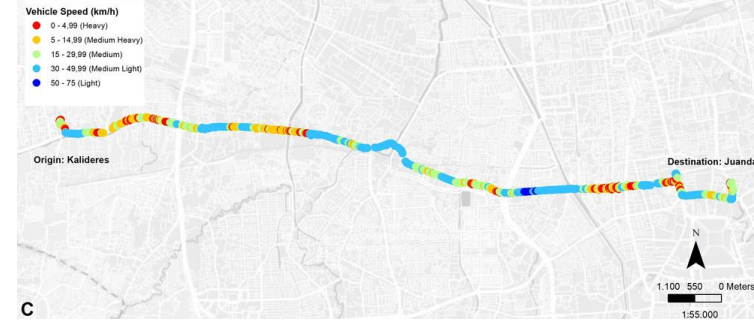 Vehicle Speed (km/h)
0 - 4,99 (Heavy)
5 - 14,99 (Medium Heavy)
15 - 29,99 (Medium)
30 - 49,99 (Medium Light)
50 - 75 (Light)
Origin: Kalideres
Destination: Juanda
N
1.100 550 0 Meters
1:55.000
C